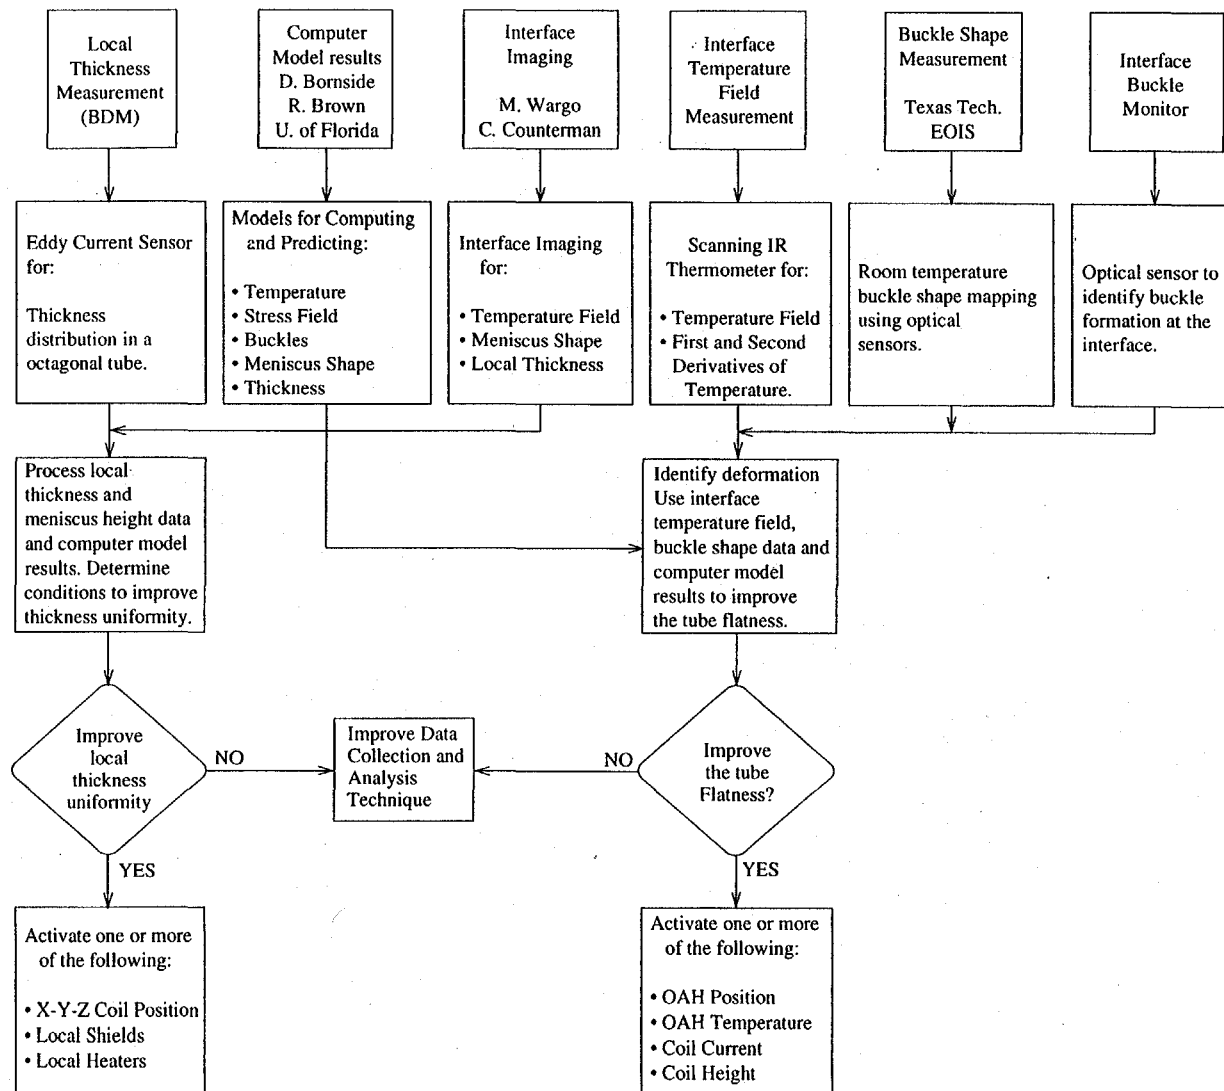 Local
Thickness
Measurement
(BDM)
Computer
Model results
D. Bornside
R. Brown
U. of Florida
Interface
Imaging
M. Wargo
C. Counterman
Interface
Temperature
Field
Measurement
Buckle Shape
Measurement
Texas Tech.
EOIS
Interface
Buckle
Monitor
Eddy Current Sensor
for:
Thickness
distribution in a
octagonal tube.
Models for Computing
and Predicting:
• Temperature
• Stress Field
• Buckles
• Meniscus Shape
• Thickness
Interface Imaging
for:
• Temperature Field
• Meniscus Shape
• Local Thickness
Scanning IR
Thermometer for:
• Temperature Field
• First and Second
Derivatives of
Temperature.
Room temperature
buckle shape mapping
using optical
sensors.
Optical sensor to
identify buckle
formation at the
interface.
Process local
thickness and
meniscus height data
and computer model
results. Determine
conditions to improve
thickness uniformity.
Identify deformation
Use interface
temperature field,
buckle shape data and
computer model
results to improve
the tube flatness.
Improve
local
thickness
uniformity
NO
Improve Data
Collection and
Analysis
Technique
NO
Improve
the tube
Flatness?
YES
YES
Activate one or more
of the following:
• X-Y-Z Coil Position
• Local Shields
• Local Heaters
Activate one or more
of the following:
• OAH Position
• OAH Temperature
• Coil Current
• Coil Height